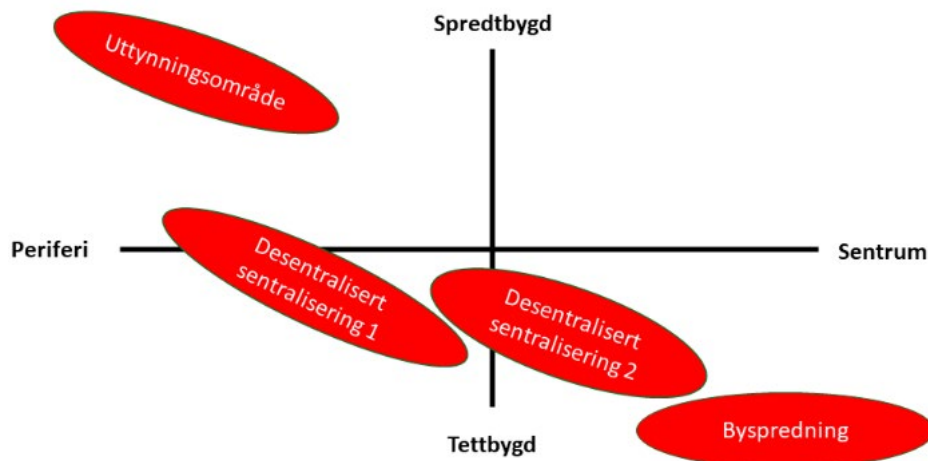 Spredtbygd
Uttynningsområde
Periferi
Sentrum
Desentralisert
sentralisering 1
Desentralisert
sentralisering 2
Byspredning
Tettbygd